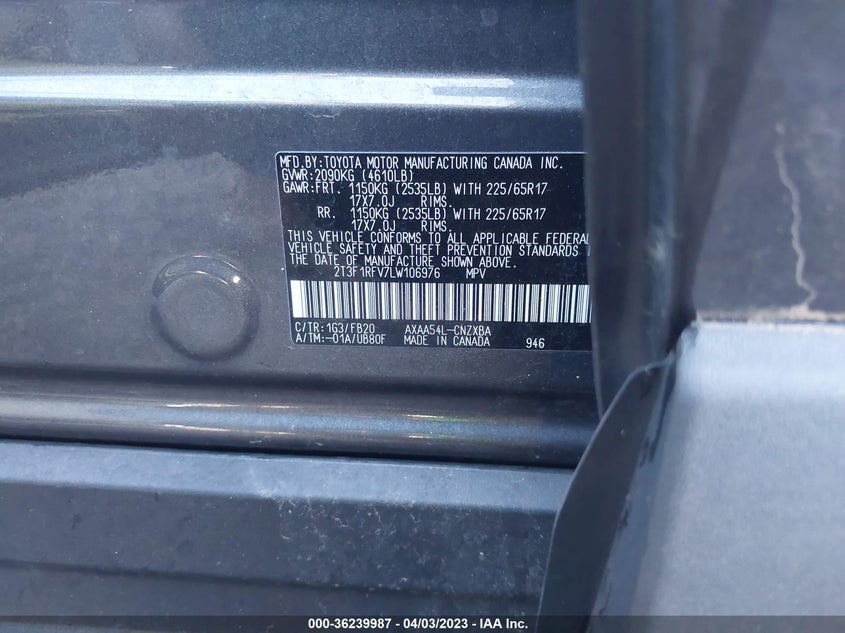 MFD.BY:TOYOTA MOTOR MANUFACTURING CANADA INC.
GVWR:2090KG (4610LB)
GAWR:FRT. 1150KG (2535LB) WITH 225/65R17
17X7.0J RIMS.
RR. 1150KG (2535LB) WITH 225/65R17
17X7.0J RIMS.
THIS VEHICLE CONFORMS TO ALL APPLICABLE FEDERAL
VEHICLE SAFETY AND THEFT PREVENTION STANDARDS
THE DATE OF MANUFACTURE SHOWN ABOVE.
2T3F1RFV7LW106976 MPV
C/TR:1G3/FB20 AXAA54L-CNZXBA
A/TM:-01A/UB80F MADE IN CANADA 946
000-36239987 - 04/03/2023 - IAA Inc.